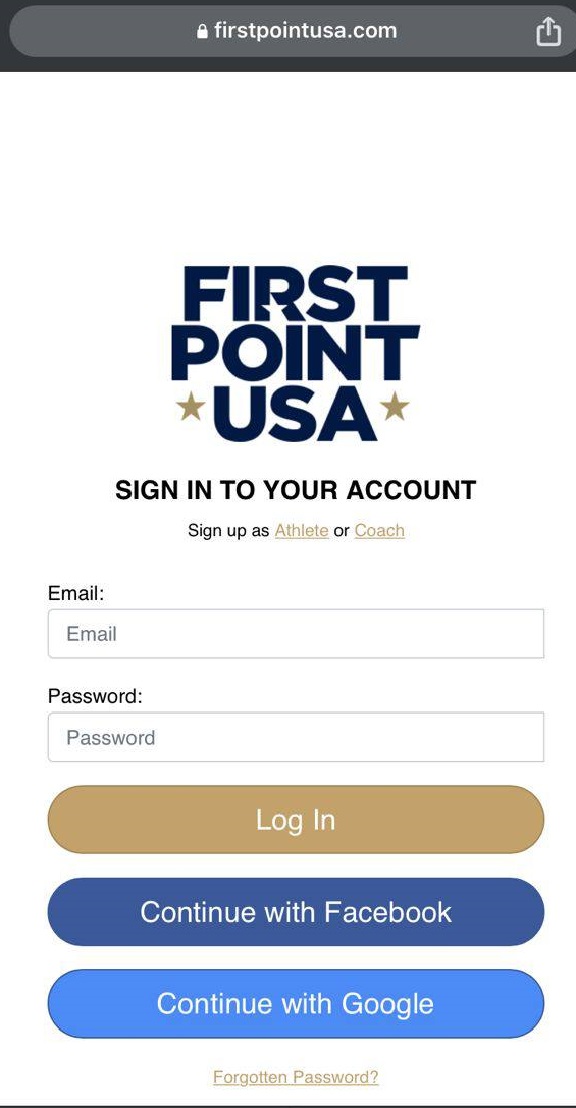 firstpointusa.com
FIRST
POINT
USA
SIGN IN TO YOUR ACCOUNT
Sign up as Athlete or Coach
Email:
Email
Password:
Password
Log In
Continue with Facebook
Continue with Google
Forgotten Password?